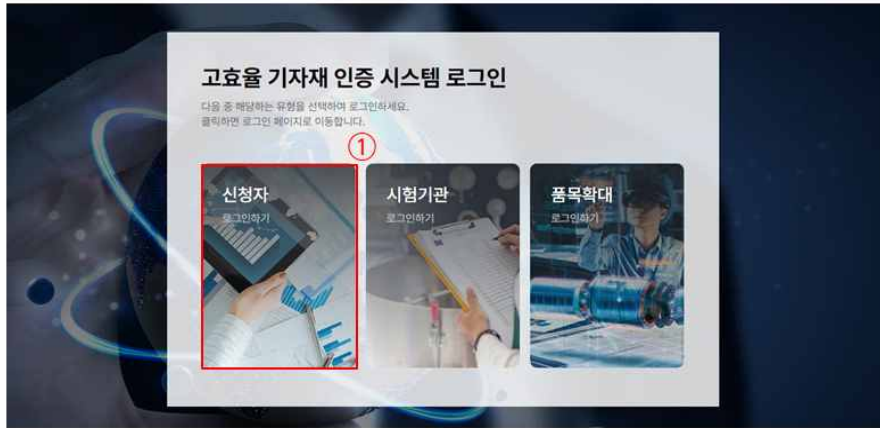 고효율 기자재 인증 시스템 로그인
다음 중 해당하는 유형을 선택하여 로그인하세요.
클릭하면 로그인 페이지로 이동합니다.
①
신청자
로그인하기
시험기관
로그인하기
품목확대
로그인하기